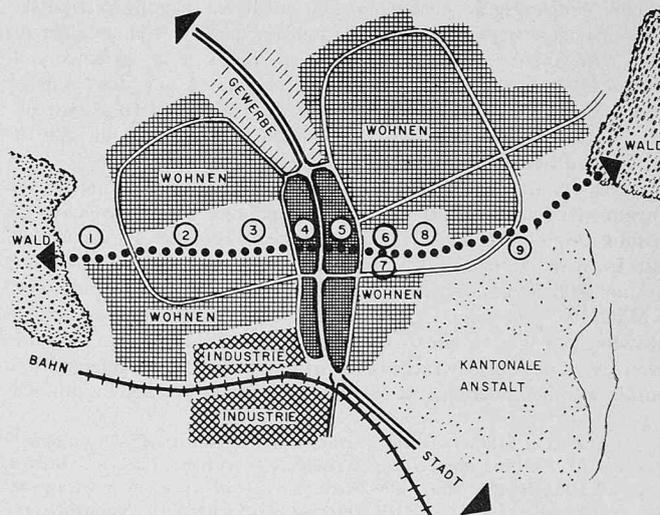 GEWERBE
WOHNEN
WOHNEN
WALD
WALD
1
2
3
4
5
6
8
7
9
WOHNEN
WOHNEN
BAHN
INDUSTRIE
INDUSTRIE
KANTONALE
ANSTALT
STADT